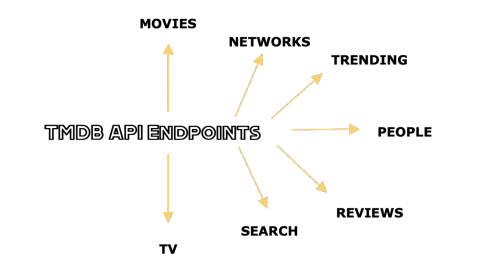 MOVIES
NETWORKS
TRENDING
TMDB API ENDPOINTS
PEOPLE
REVIEWS
SEARCH
TV